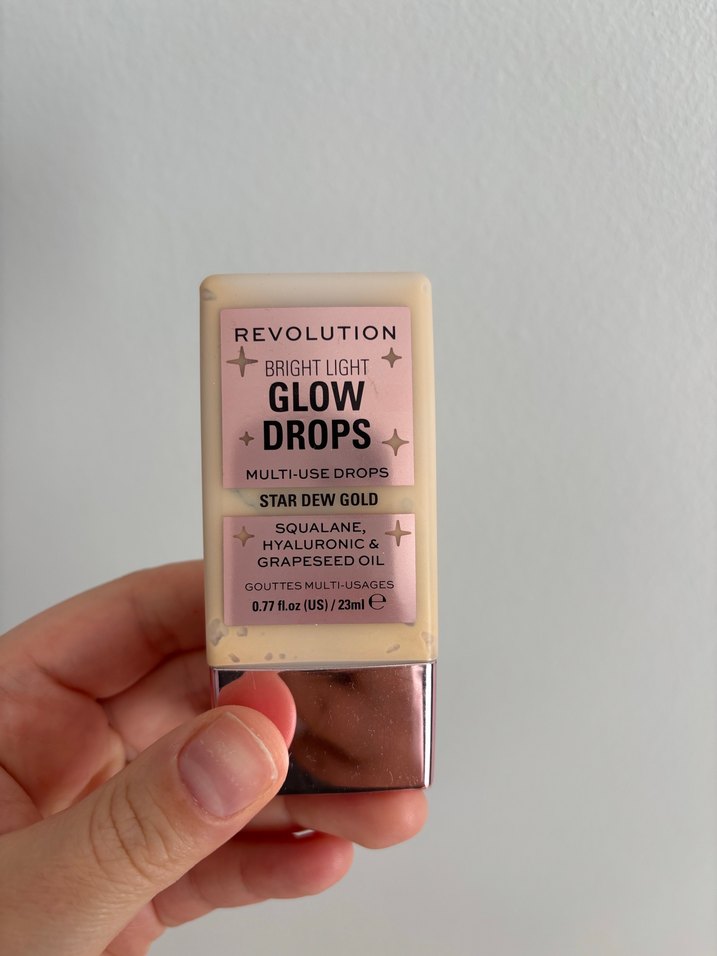 REVOLUTION
BRIGHT LIGHT
GLOW
DROPS
MULTI-USE DROPS
STAR DEW GOLD
SQUALANE,
HYALURONIC &
GRAPESEED OIL
GOUTTES MULTI-USAGES
0.77 fl.oz (US) / 23ml ℮